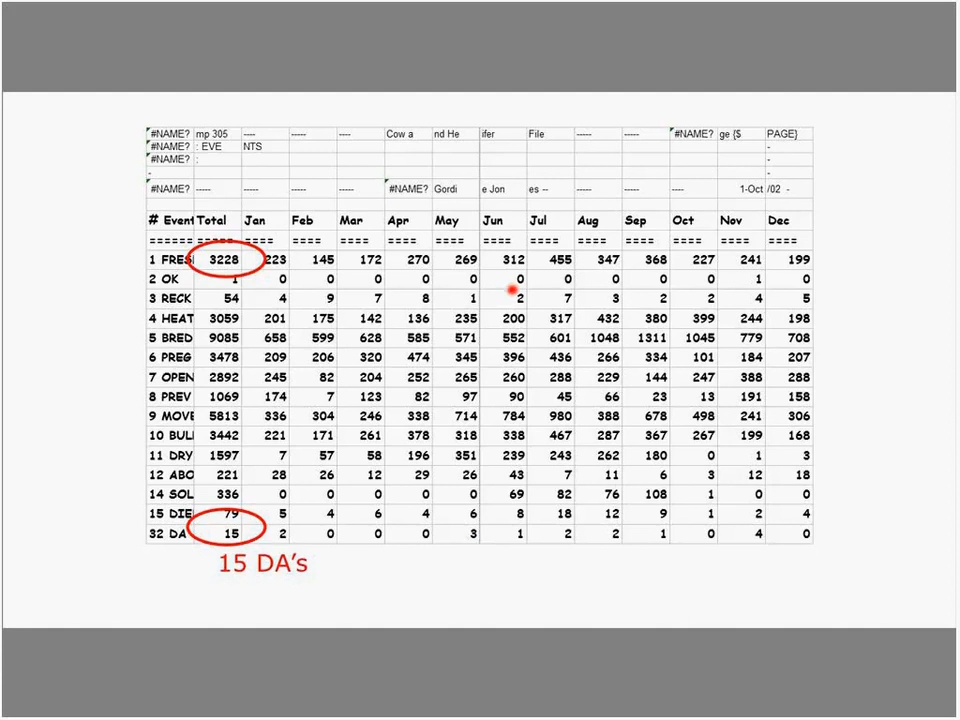 #NAME? mp 305 ---- ----- ---- Cow a nd He ifer File ----- ----- #NAME? ge {$ PAGE}
#NAME? : EVE NTS -
#NAME? : -
- -
#NAME? ----- ----- ----- ---- #NAME? Gordi e Jon es -- ----- ----- ---- 1-Oct /02 -
# Event Total Jan Feb Mar Apr May Jun Jul Aug Sep Oct Nov Dec
====== ===== ==== ==== ==== ==== ==== ==== ==== ==== ==== ==== ==== ====
1 FRES 3228 223 145 172 270 269 312 455 347 368 227 241 199
2 OK 1 0 0 0 0 0 0 0 0 0 0 1 0
3 RECK 54 4 9 7 8 1 2 7 3 2 2 4 5
4 HEAT 3059 201 175 142 136 235 200 317 432 380 399 244 198
5 BRED 9085 658 599 628 585 571 552 601 1048 1311 1045 779 708
6 PREG 3478 209 206 320 474 345 396 436 266 334 101 184 207
7 OPEN 2892 245 82 204 252 265 260 288 229 144 247 388 288
8 PREV 1069 174 7 123 82 97 90 45 66 23 13 191 158
9 MOVE 5813 336 304 246 338 714 784 980 388 678 498 241 306
10 BUL 3442 221 171 261 378 318 338 467 287 367 267 199 168
11 DRY 1597 7 57 58 196 351 239 243 262 180 0 1 3
12 ABO 221 28 26 12 29 26 43 7 11 6 3 12 18
14 SOL 336 0 0 0 0 0 69 82 76 108 1 0 0
15 DIE 79 5 4 6 4 6 8 18 12 9 1 2 4
32 DA 15 2 0 0 0 3 1 2 2 1 0 4 0
15 DA's